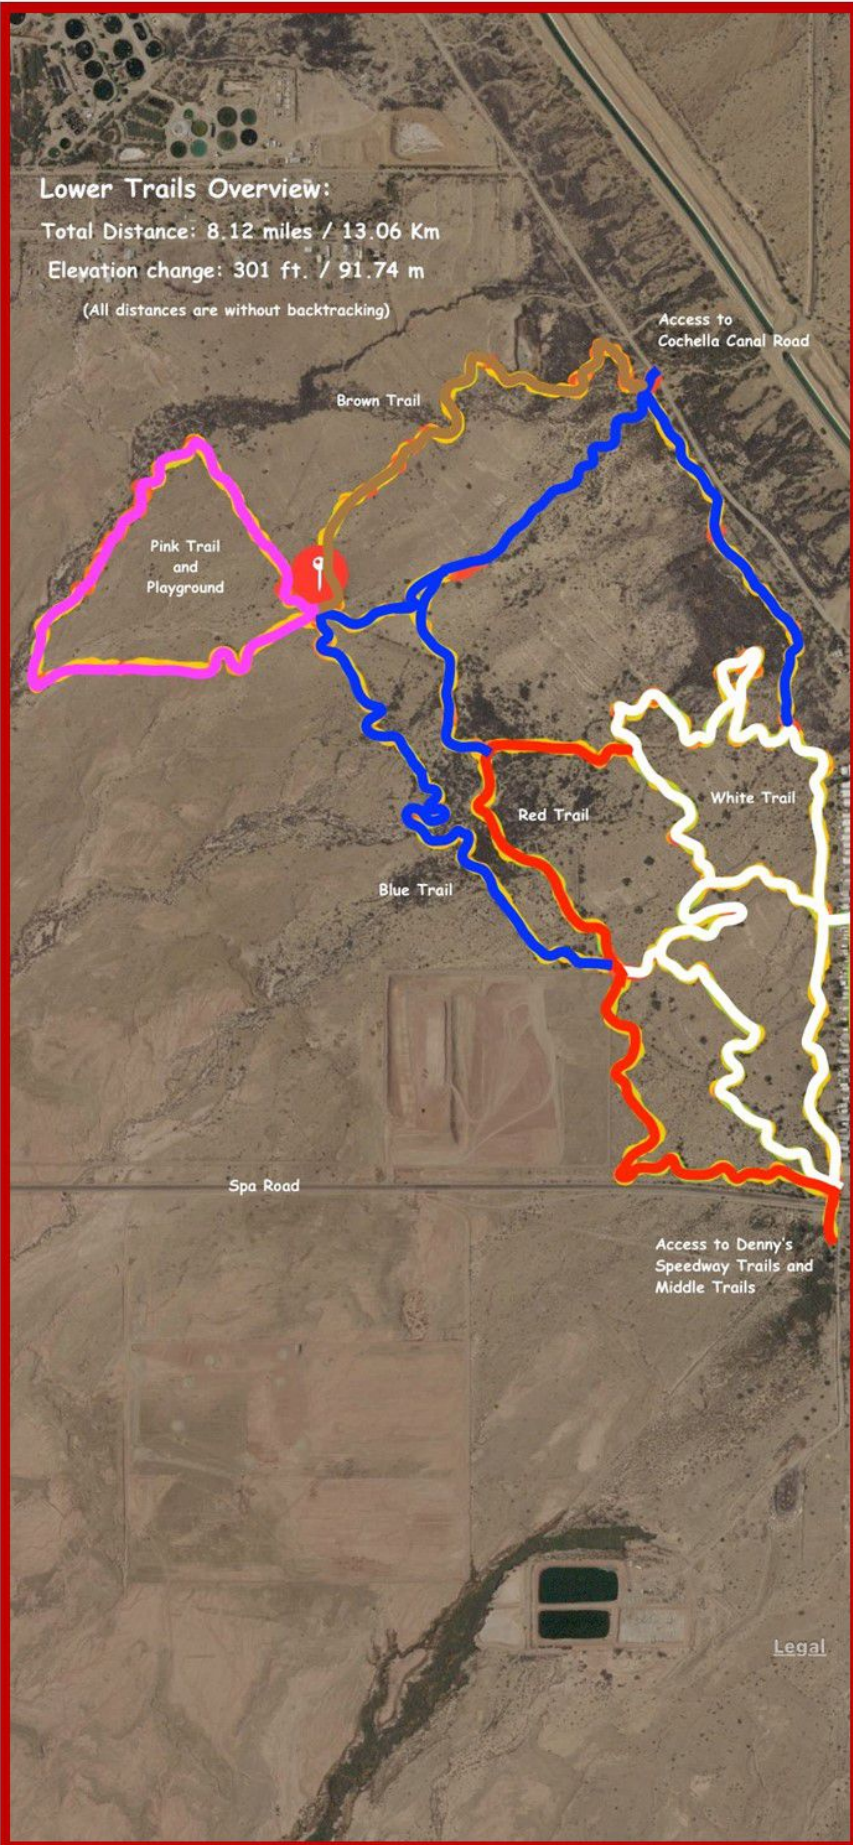 Lower Trails Overview:
Total Distance: 8.12 miles / 13.06 Km
Elevation change: 301 ft. / 91.74 m
(All distances are without backtracking)
Access to
Cochella Canal Road
Brown Trail
Pink Trail
and
Playground
White Trail
Red Trail
Blue Trail
Spa Road
Access to Denny's
Speedway Trails and
Middle Trails
Legal